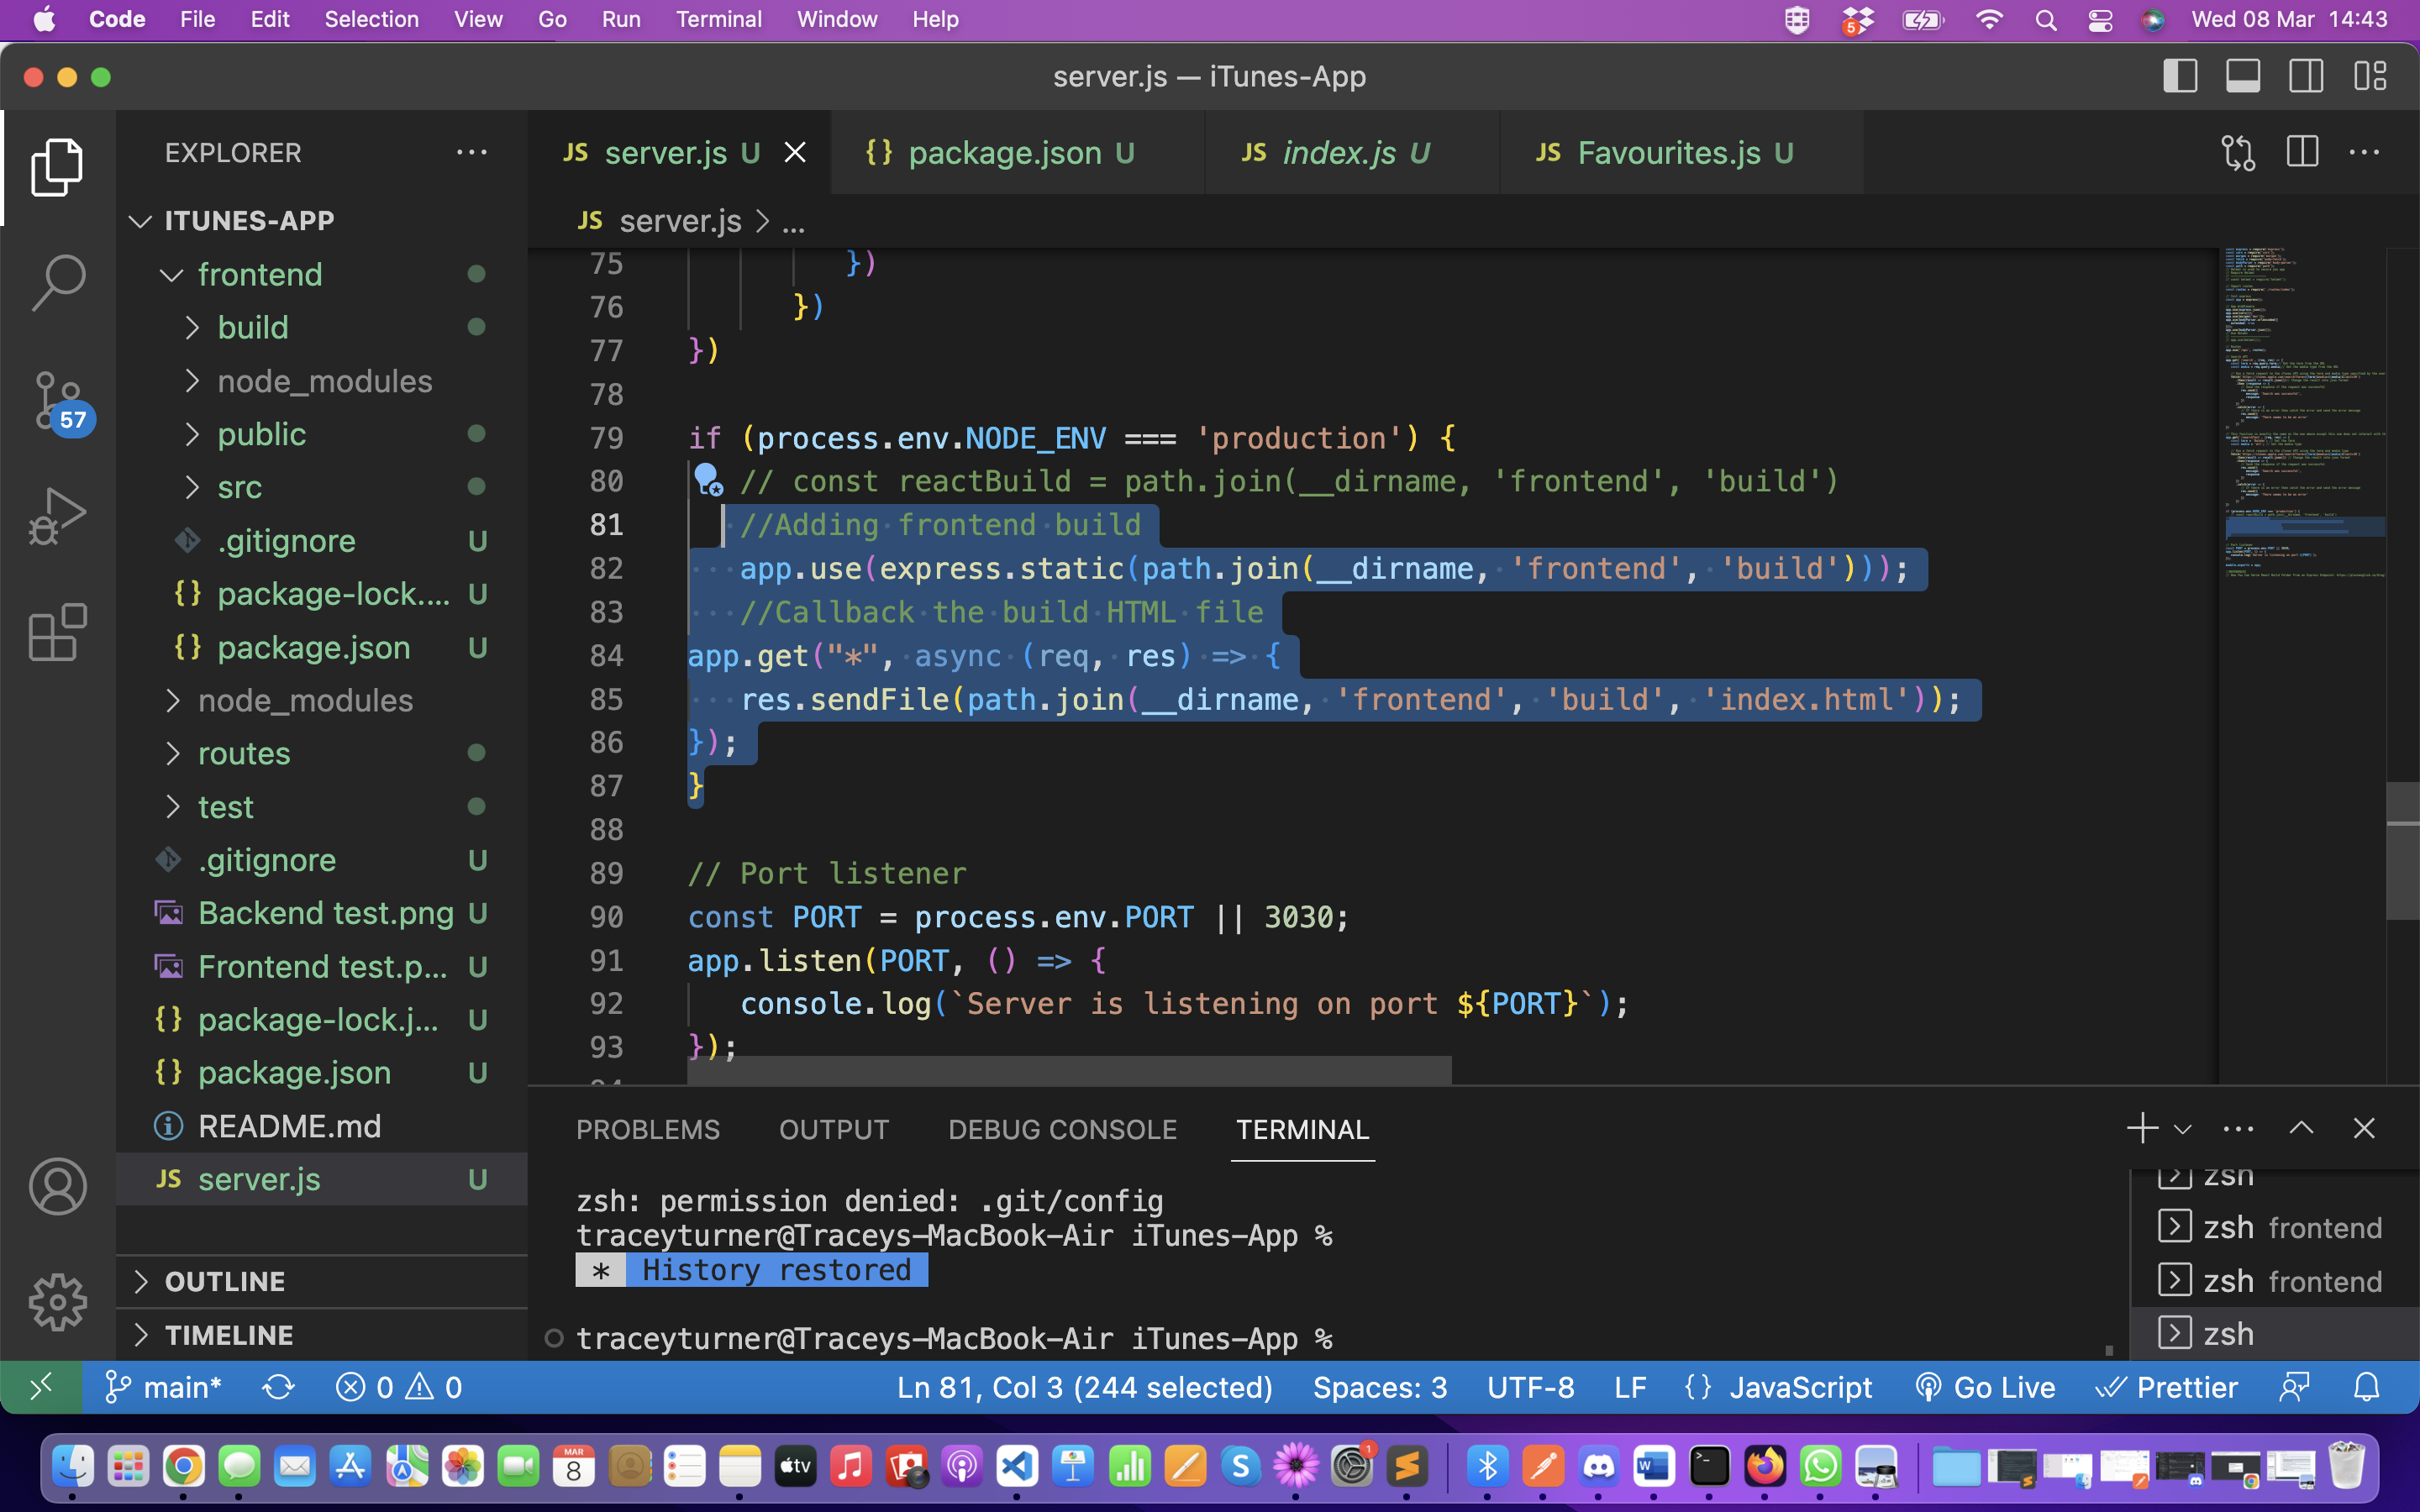 Code File Edit Selection View Go Run Terminal Window Help 5 Wed 08 Mar 14:43
server.js — iTunes-App
EXPLORER
JS server.js U
{} package.json U
JS index.js U
JS Favourites.js U
ITUNES-APP
JS server.js > ...
frontend
build
node_modules
public
src
.gitignore U
{} package-lock.... U
{} package.json U
node_modules
routes
test
.gitignore U
Backend test.png U
Frontend test.p... U
{} package-lock.j... U
{} package.json U
README.md
JS server.js U
OUTLINE
TIMELINE
57
75 })
76 })
77 })
78
79 if (process.env.NODE_ENV === 'production') {
80 // const reactBuild = path.join(__dirname, 'frontend', 'build')
81 //Adding frontend build
82 app.use(express.static(path.join(__dirname, 'frontend', 'build')));
83 //Callback the build HTML file
84 app.get("*", async (req, res) => {
85 res.sendFile(path.join(__dirname, 'frontend', 'build', 'index.html'));
86 });
87 }
88
89 // Port listener
90 const PORT = process.env.PORT || 3030;
91 app.listen(PORT, () => {
92 console.log(`Server is listening on port ${PORT}`);
93 });
PROBLEMS OUTPUT DEBUG CONSOLE TERMINAL
zsh: permission denied: .git/config
traceyturner@Traceys-MacBook-Air iTunes-App %
* History restored
traceyturner@Traceys-MacBook-Air iTunes-App %
zsh
zsh frontend
zsh frontend
zsh
main* 0 0 Ln 81, Col 3 (244 selected) Spaces: 3 UTF-8 LF {} JavaScript Go Live Prettier
MAR
8
tv
S
1
W